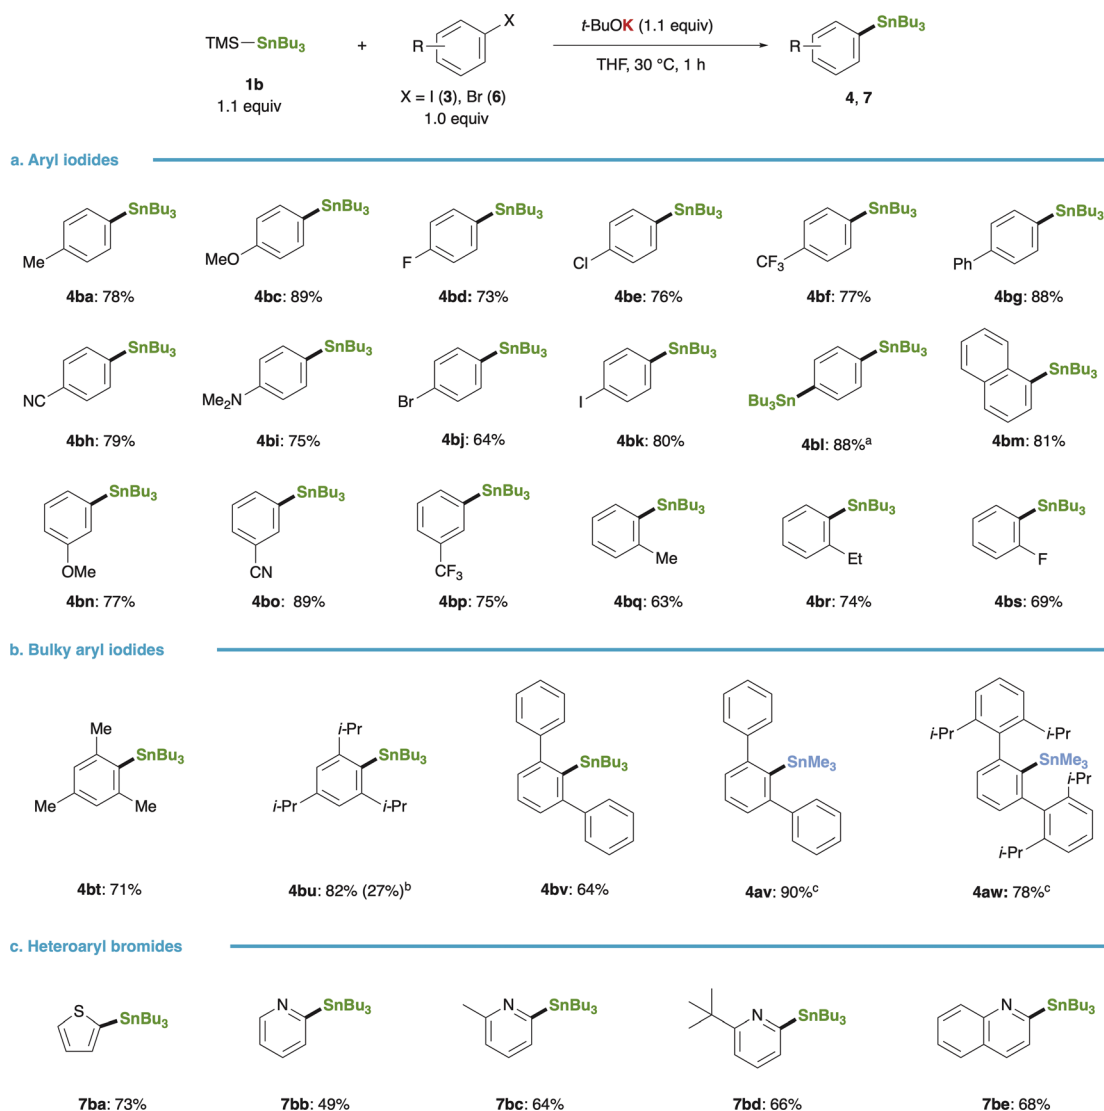 TMS—SnBu3 + R X t-BuOK (1.1 equiv) SnBu3 R
THF, 30 °C, 1 h
1b X = I (3), Br (6) 4, 7
1.1 equiv 1.0 equiv
a. Aryl iodides
SnBu3 SnBu3 SnBu3 SnBu3 SnBu3 SnBu3
Me MeO F Cl CF3 Ph
4ba: 78% 4bc: 89% 4bd: 73% 4be: 76% 4bf: 77% 4bg: 88%
SnBu3 SnBu3 SnBu3 SnBu3 SnBu3 SnBu3
NC Me2N Br I Bu3Sn
4bh: 79% 4bi: 75% 4bj: 64% 4bk: 80% 4bl: 88%a 4bm: 81%
SnBu3 SnBu3 SnBu3 SnBu3 SnBu3 SnBu3
OMe CN CF3 Me Et F
4bn: 77% 4bo: 89% 4bp: 75% 4bq: 63% 4br: 74% 4bs: 69%
b. Bulky aryl iodides
Me i-Pr i-Pr i-Pr
SnBu3 SnBu3 SnBu3 SnMe3 SnMe3
i-Pr
Me Me i-Pr i-Pr
i-Pr
4bt: 71% 4bu: 82% (27%)b 4bv: 64% 4av: 90%c 4aw: 78%c
c. Heteroaryl bromides
S SnBu3 N SnBu3 N SnBu3 N SnBu3 N SnBu3
7ba: 73% 7bb: 49% 7bc: 64% 7bd: 66% 7be: 68%